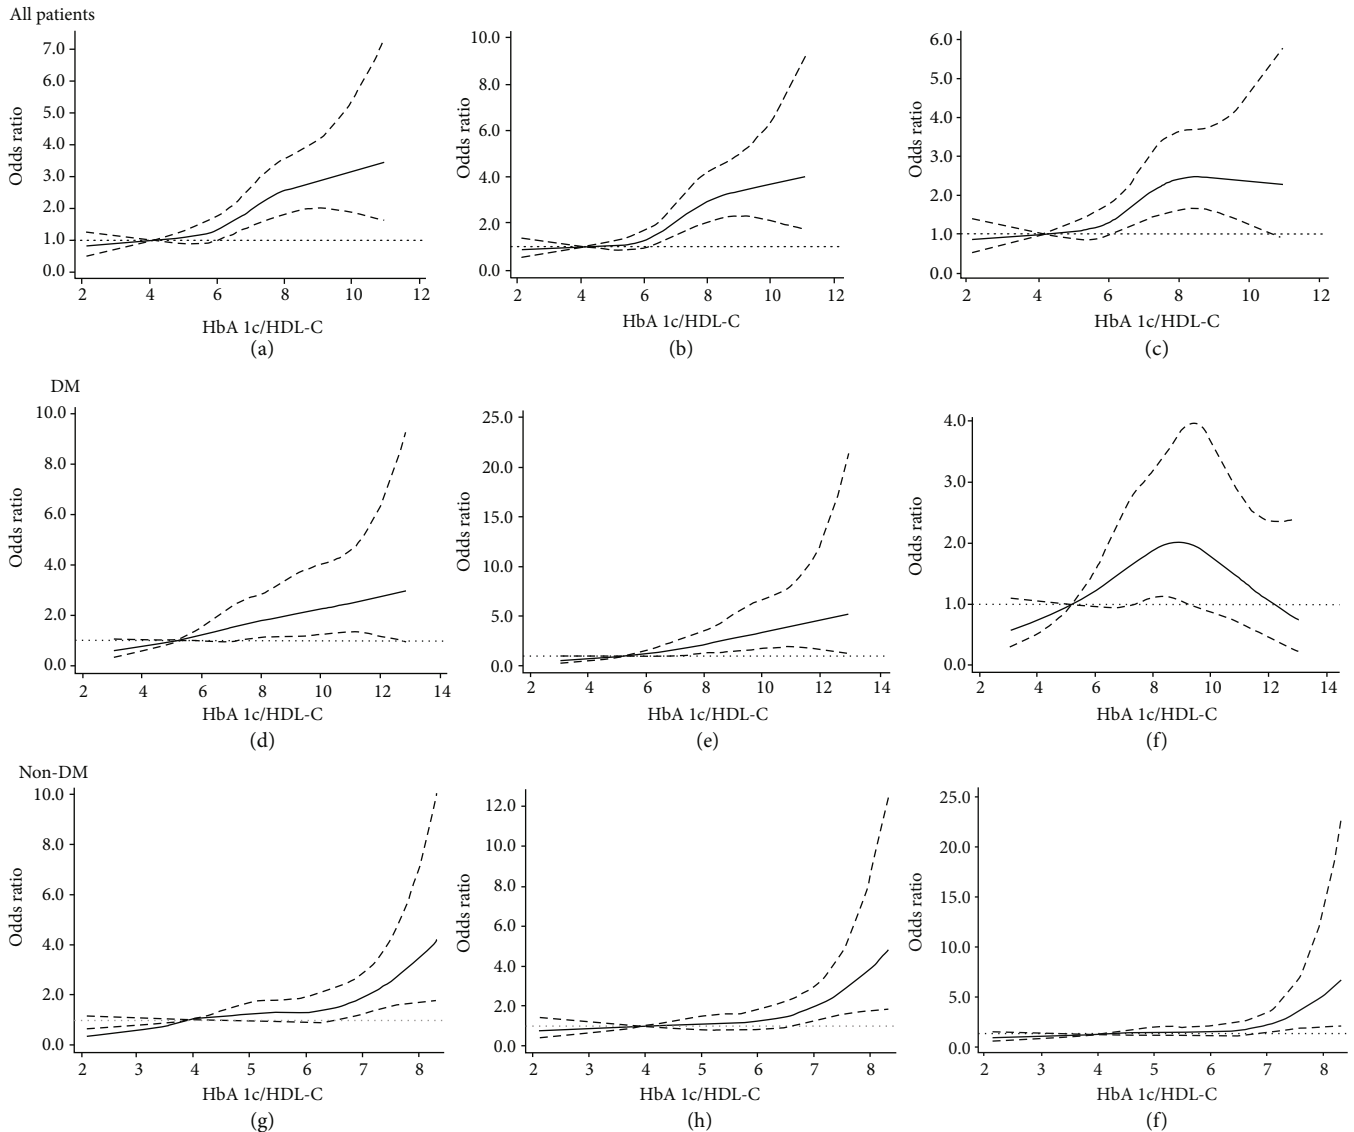 All patients
7.0
6.0
5.0
4.0
3.0
2.0
1.0
0.0
Odds ratio
2 4 6 8 10 12
HbA 1c/HDL-C
(a)
10.0
8.0
6.0
4.0
2.0
0.0
Odds ratio
2 4 6 8 10 12
HbA 1c/HDL-C
(b)
6.0
5.0
4.0
3.0
2.0
1.0
0.0
Odds ratio
2 4 6 8 10 12
HbA 1c/HDL-C
(c)
DM
10.0
8.0
6.0
4.0
2.0
0.0
Odds ratio
2 4 6 8 10 12 14
HbA 1c/HDL-C
(d)
25.0
20.0
15.0
10.0
5.0
0.0
Odds ratio
2 4 6 8 10 12 14
HbA 1c/HDL-C
(e)
4.0
3.0
2.0
1.0
0.0
Odds ratio
2 4 6 8 10 12 14
HbA 1c/HDL-C
(f)
Non-DM
10.0
8.0
6.0
4.0
2.0
0.0
Odds ratio
2 3 4 5 6 7 8
HbA 1c/HDL-C
(g)
12.0
10.0
8.0
6.0
4.0
2.0
0.0
Odds ratio
2 3 4 5 6 7 8
HbA 1c/HDL-C
(h)
25.0
20.0
15.0
10.0
5.0
0.0
Odds ratio
2 3 4 5 6 7 8
HbA 1c/HDL-C
(f)